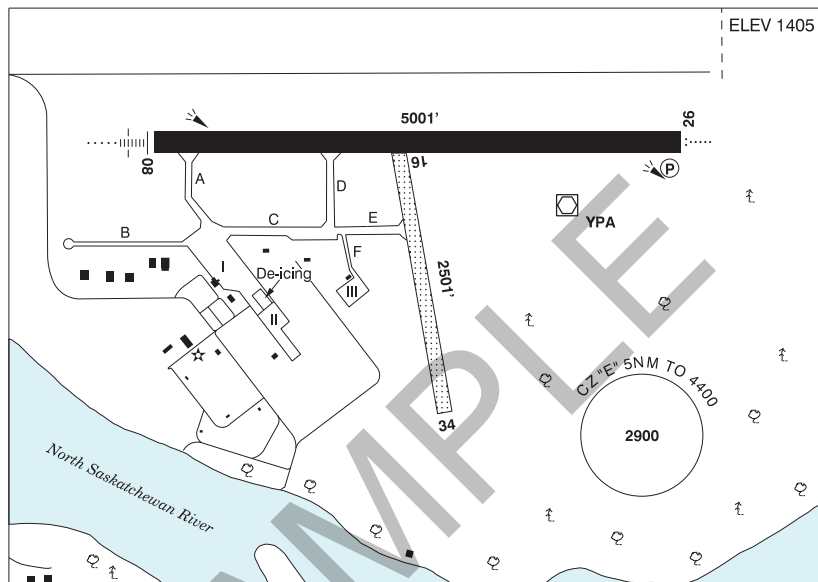 ELEV 1405
5001'
08
26
P
A
D
16
YPA
B
C
E
I
F
De-icing
III
II
2501'
CZ "E" 5NM TO 4400
2900
34
North Saskatchewan River
AMPLE